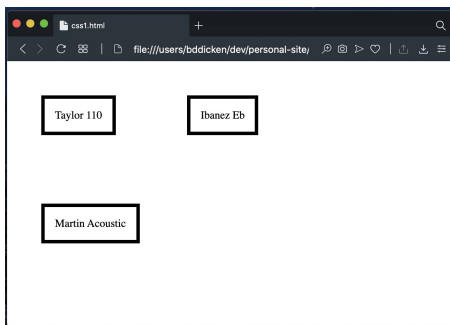 css1.html
file:///users/bddicken/dev/personal-site/
Taylor 110
Ibanez Eb
Martin Acoustic